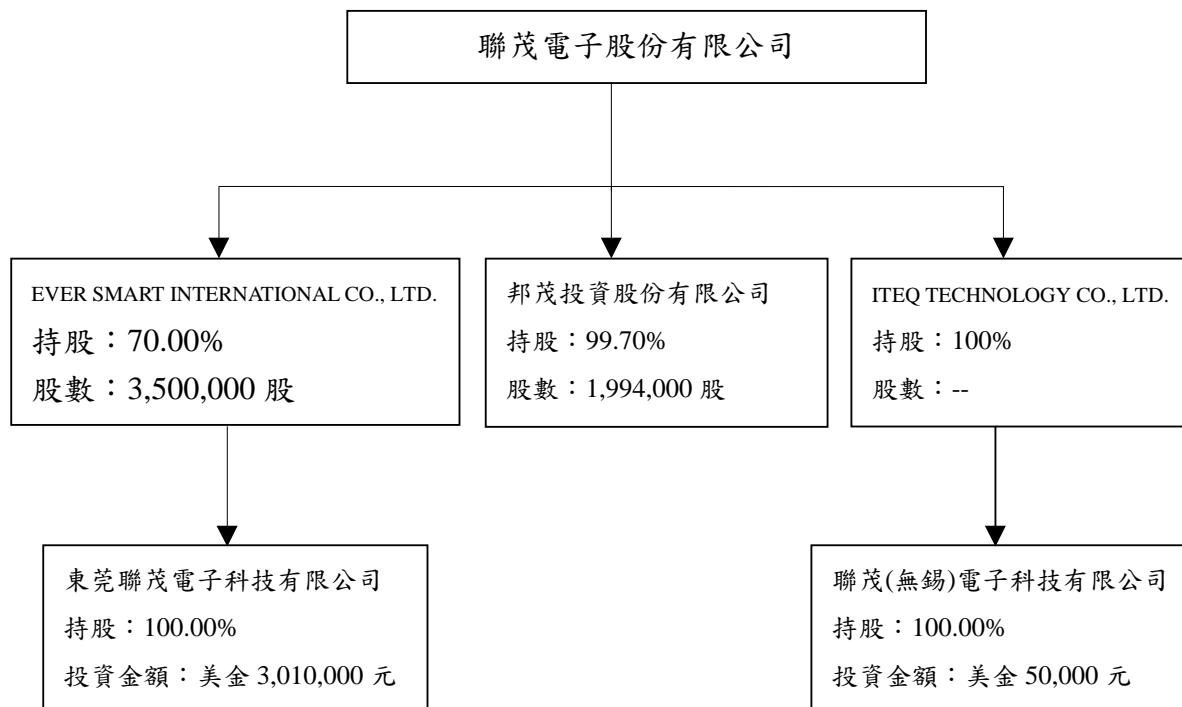 聯茂電子股份有限公司
EVER SMART INTERNATIONAL CO., LTD.
持股：70.00%
股數：3,500,000 股
邦茂投資股份有限公司
持股：99.70%
股數：1,994,000 股
ITEQ TECHNOLOGY CO., LTD.
持股：100%
股數：--
東莞聯茂電子科技有限公司
持股：100.00%
投資金額：美金 3,010,000 元
聯茂(無錫)電子科技有限公司
持股：100.00%
投資金額：美金 50,000 元